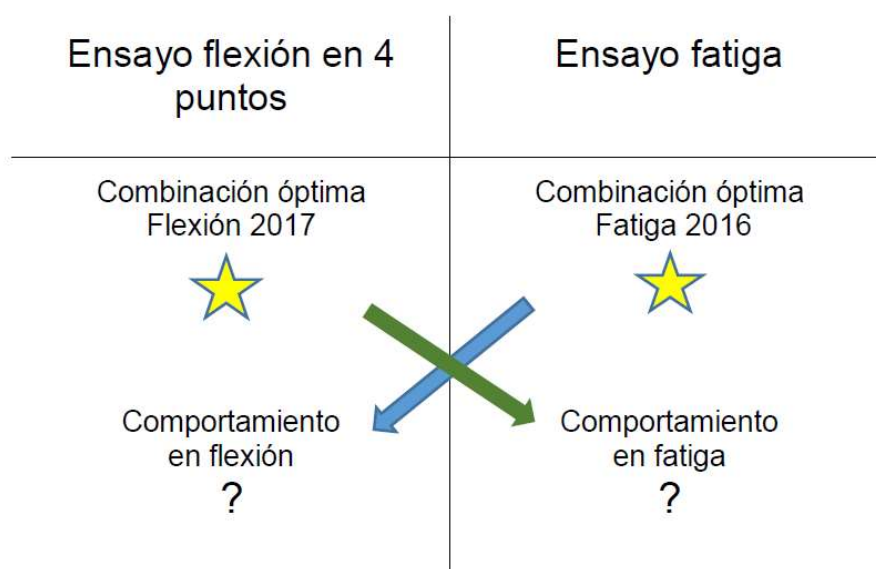 Ensayo flexión en 4
puntos
Ensayo fatiga
Combinación óptima
Flexión 2017
Combinación óptima
Fatiga 2016
Comportamiento
en flexión
?
Comportamiento
en fatiga
?